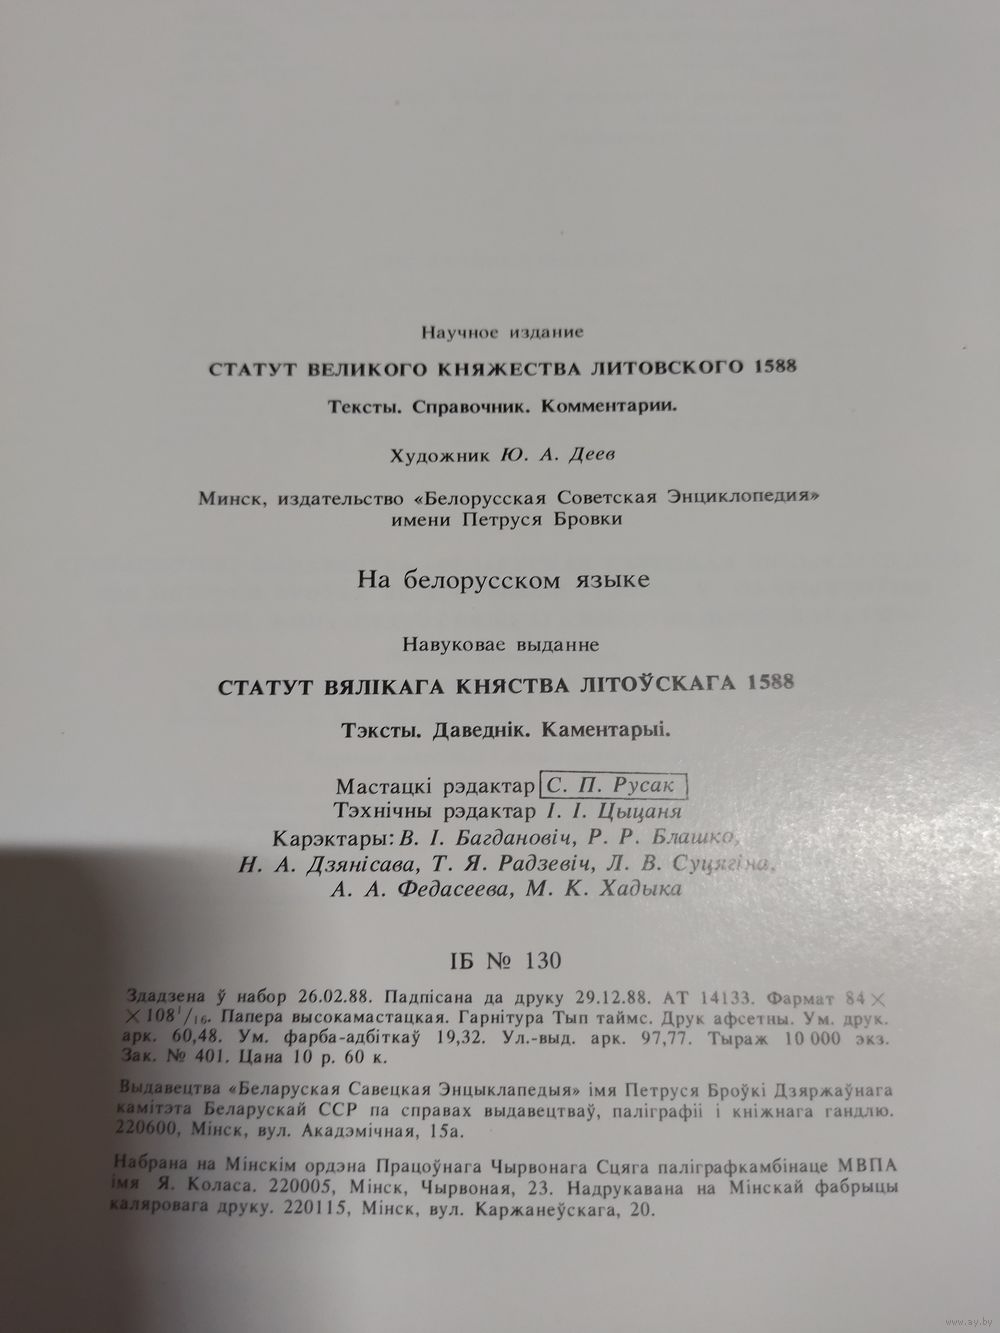 Научное издание
СТАТУТ ВЕЛИКОГО КНЯЖЕСТВА ЛИТОВСКОГО 1588
Тексты. Справочник. Комментарии.
Художник Ю. А. Деев
Минск, издательство «Белорусская Советская Энциклопедия»
имени Петруся Бровки
На белорусском языке
Навуковае выданне
СТАТУТ ВЯЛІКАГА КНЯСТВА ЛІТОЎСКАГА 1588
Тэксты. Даведнік. Каментарыі.
Мастацкі рэдактар С. П. Русак
Тэхнічны рэдактар І. І. Цыцаня
Карэктары: В. І. Багдановіч, Р. Р. Блашко,
Н. А. Дзянісава, Т. Я. Радзевіч, Л. В. Суцягіна,
А. А. Федасеева, М. К. Хадыка
ІБ № 130
Здадзена ў набор 26.02.88. Падпісана да друку 29.12.88. АТ 14133. Фармат 84×
×108¹/₁₆. Папера высокамастацкая. Гарнітура Тып таймс. Друк афсетны. Ум. друк.
арк. 60,48. Ум. фарба-адбіткаў 19,32. Ул.-выд. арк. 97,77. Тыраж 10 000 экз.
Зак. № 401. Цана 10 р. 60 к.
Выдавецтва «Беларуская Савецкая Энцыклапедыя» імя Петруся Броўкі Дзяржаўнага
камітэта Беларускай ССР па справах выдавецтваў, паліграфіі і кніжнага гандлю.
220600, Мінск, вул. Акадэмічная, 15а.
Набрана на Мінскім ордэна Працоўнага Чырвонага Сцяга паліграфкамбінаце МВПА
імя Я. Коласа. 220005, Мінск, Чырвоная, 23. Надрукавана на Мінскай фабрыцы
каляровага друку. 220115, Мінск, вул. Каржанеўскага, 20.
www.ay.by